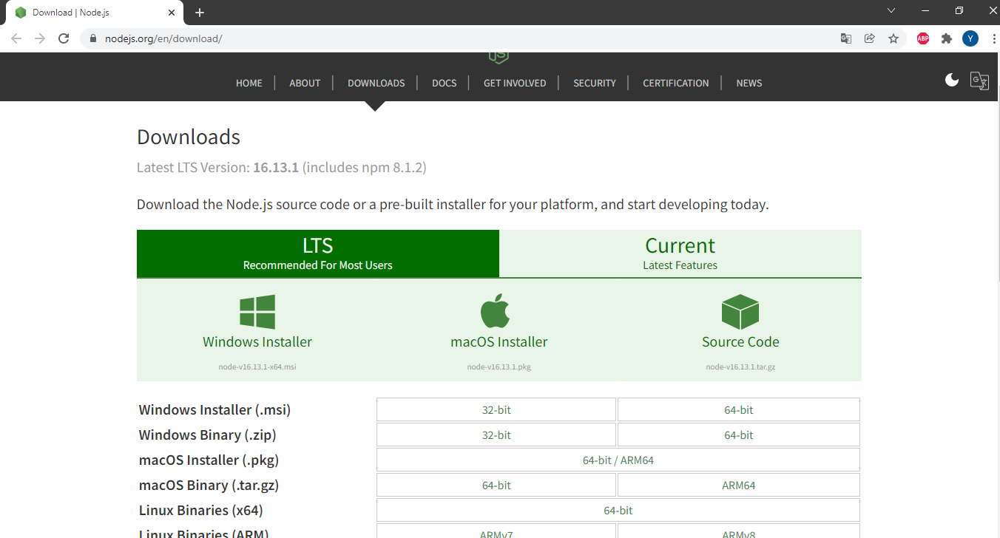 Download | Node.js
nodejs.org/en/download/
ABP
Y
JS
HOME | ABOUT | DOWNLOADS | DOCS | GET INVOLVED | SECURITY | CERTIFICATION | NEWS
Downloads
Latest LTS Version: 16.13.1 (includes npm 8.1.2)
Download the Node.js source code or a pre-built installer for your platform, and start developing today.
LTS
Recommended For Most Users
Current
Latest Features
Windows Installer
node-v16.13.1-x64.msi
macOS Installer
node-v16.13.1.pkg
Source Code
node-v16.13.1.tar.gz
Windows Installer (.msi) 32-bit 64-bit
Windows Binary (.zip) 32-bit 64-bit
macOS Installer (.pkg) 64-bit / ARM64
macOS Binary (.tar.gz) 64-bit ARM64
Linux Binaries (x64) 64-bit
Linux Binaries (ARM) ARMv7 ARMv8